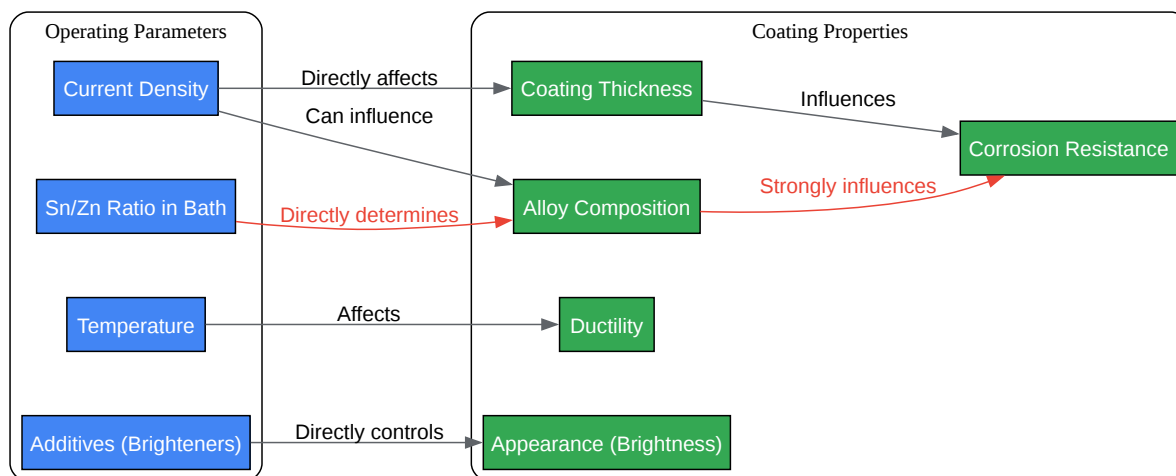 Operating Parameters
Coating Properties
Current Density
Directly affects
Coating Thickness
Influences
Can influence
Corrosion Resistance
Sn/Zn Ratio in Bath
Directly determines
Alloy Composition
Strongly influences
Temperature
Affects
Ductility
Additives (Brighteners)
Directly controls
Appearance (Brightness)